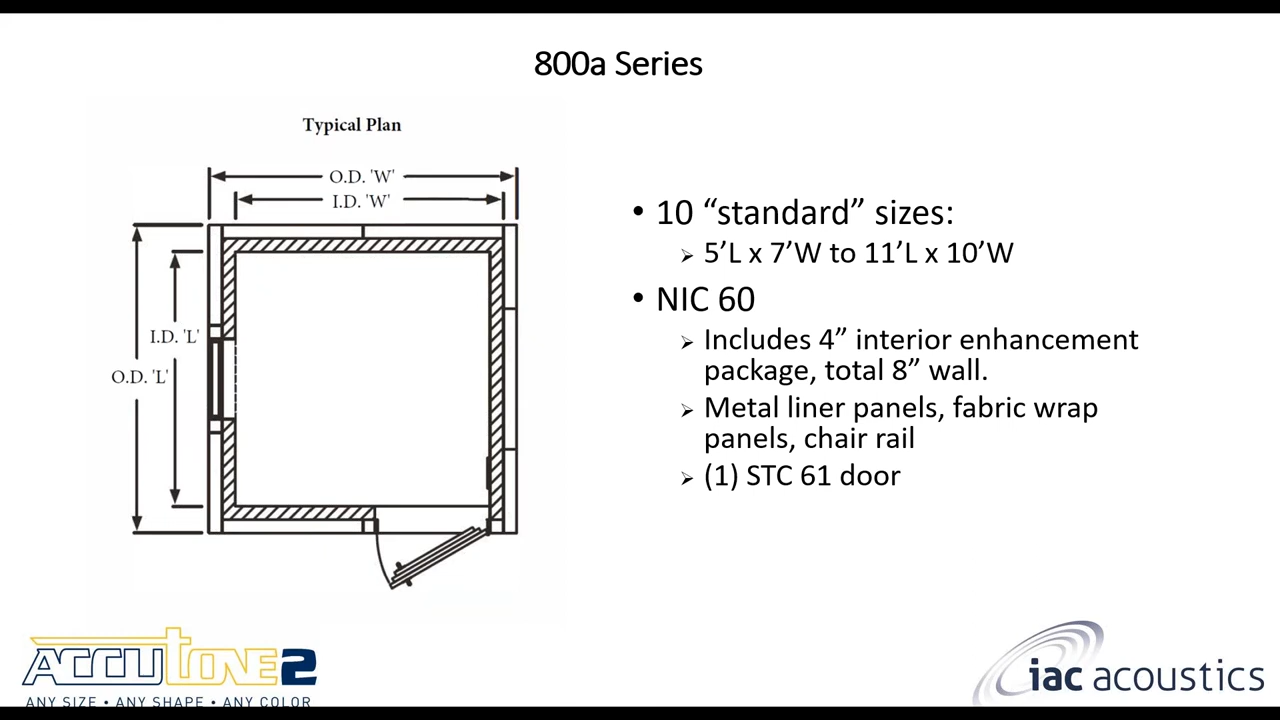 800a Series
Typical Plan
O.D. 'W'
I.D. 'W'
I.D. 'L'
O.D. 'L'
• 10 “standard” sizes:
➢ 5’L x 7’W to 11’L x 10’W
• NIC 60
➢ Includes 4” interior enhancement
package, total 8” wall.
➢ Metal liner panels, fabric wrap
panels, chair rail
➢ (1) STC 61 door
ACCUTONE2
ANY SIZE • ANY SHAPE • ANY COLOR
iac acoustics